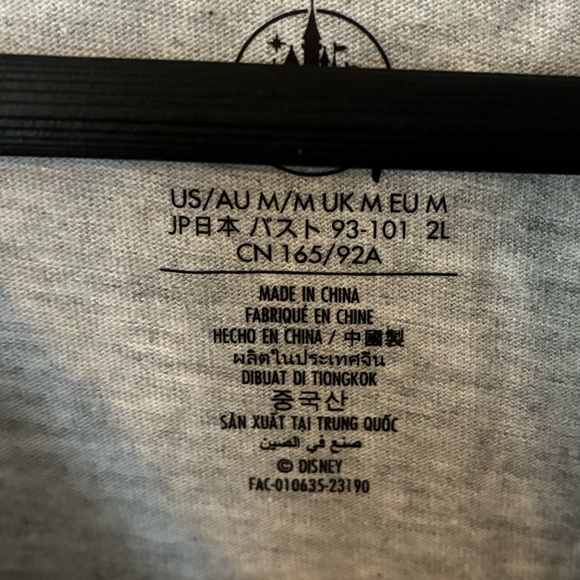 US/AU M/M UK M EU M
JP日本 バスト 93-101 2L
CN 165/92A
MADE IN CHINA
FABRIQUÉ EN CHINE
HECHO EN CHINA / 中國製
ผลิตในประเทศจีน
DIBUAT DI TIONGKOK
중국산
SẢN XUẤT TẠI TRUNG QUỐC
صنع في الصين
© DISNEY
FAC-010635-23190